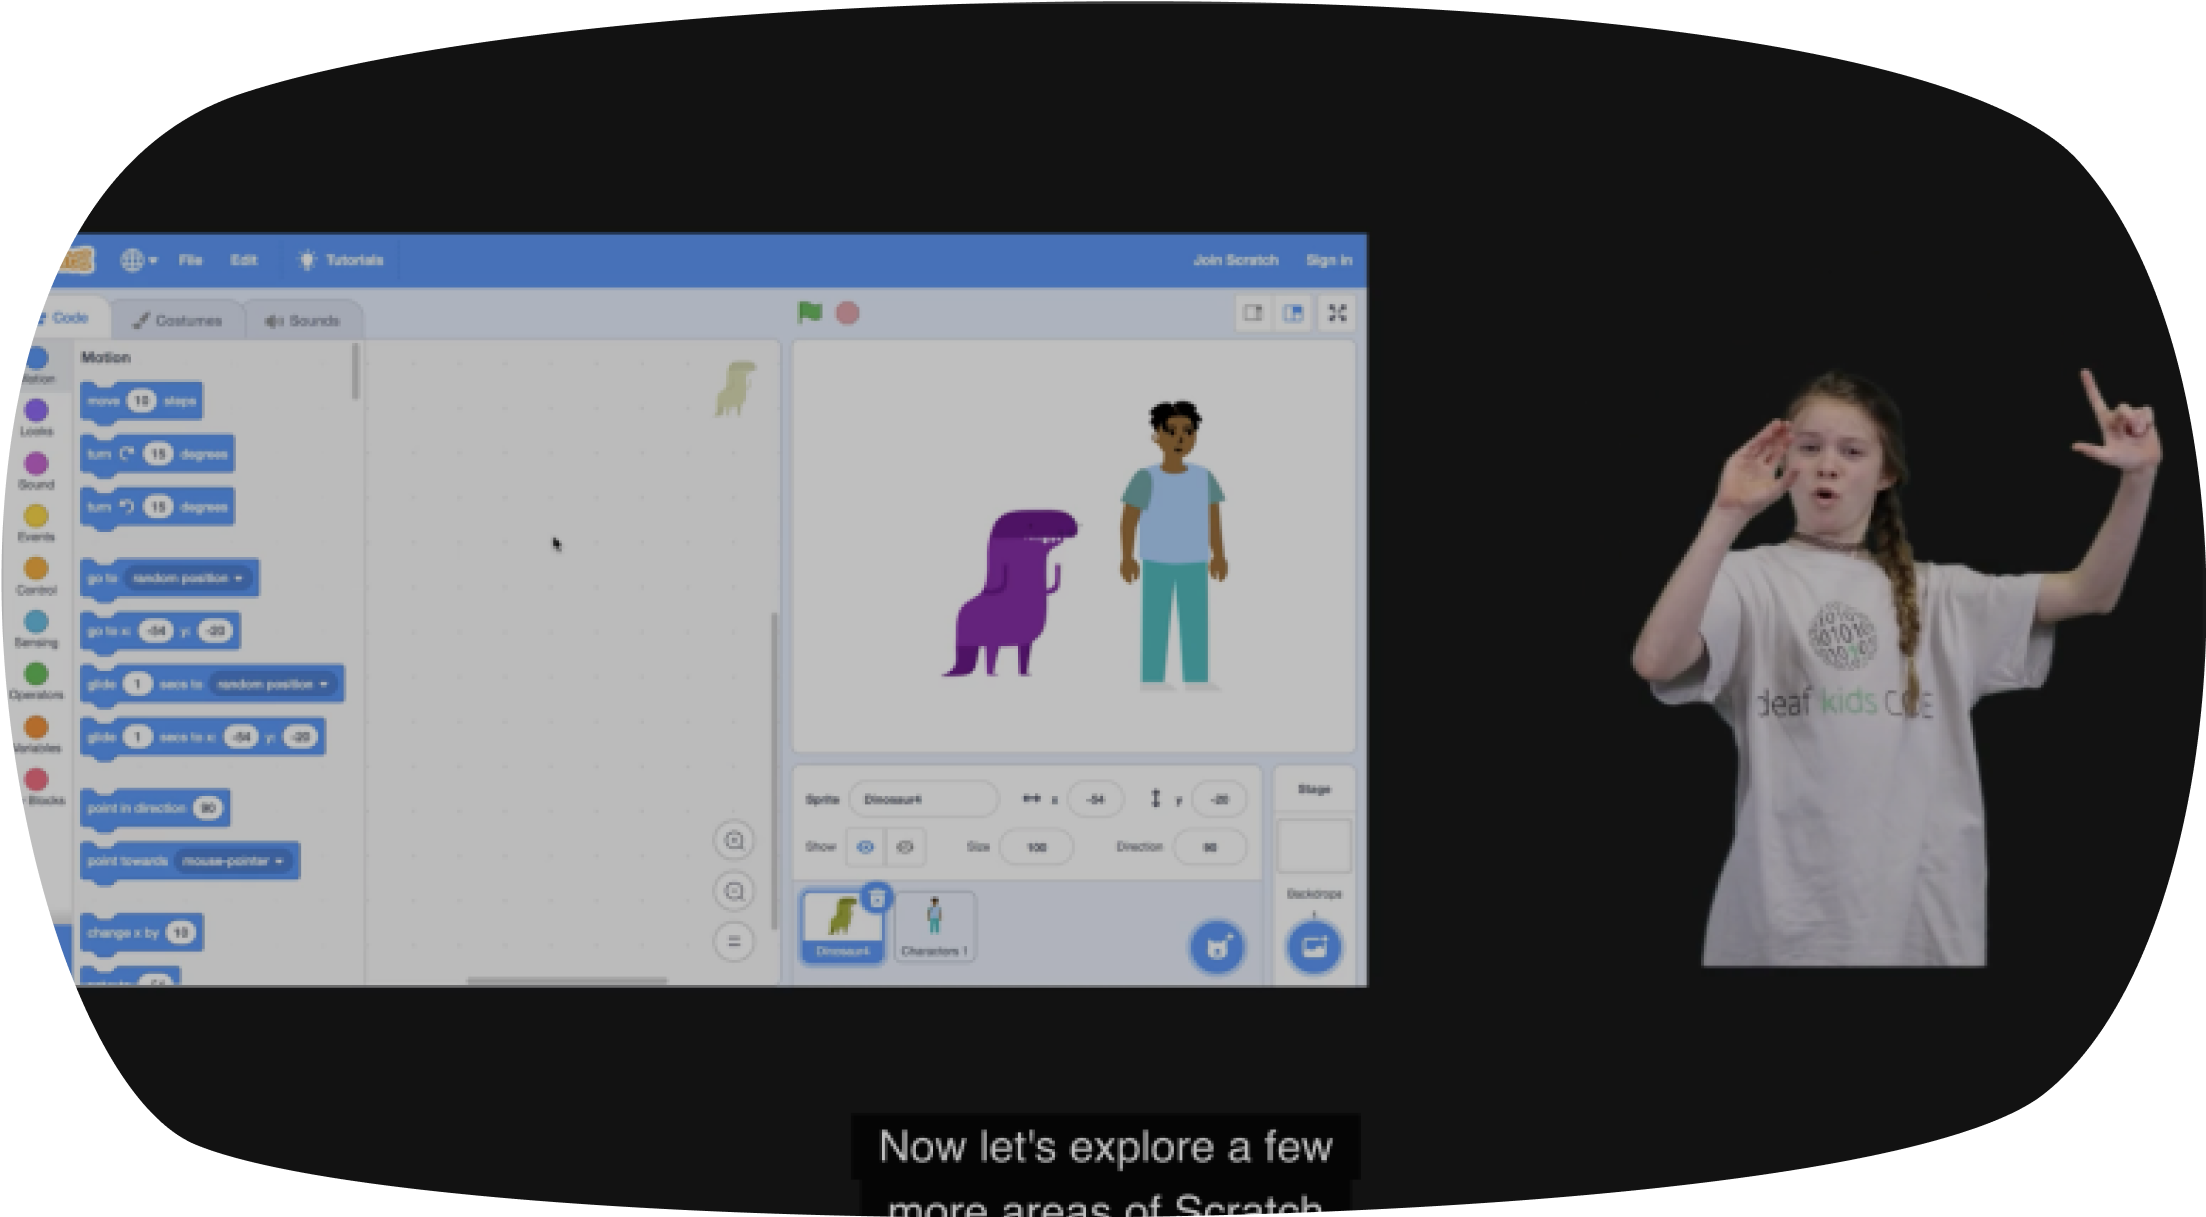 File Edit Tutorials Join Scratch Sign in
Code Costumes Sounds
Motion
Looks
Sound
Events
Control
Sensing
Operators
Variables
Blocks
Motion
move 10 steps
turn 15 degrees
turn 15 degrees
go to random position
go to x: -54 y: -20
glide 1 secs to random position
glide 1 secs to x: -54 y: -20
point in direction 90
point towards mouse-pointer
change x by 10
Sprite Dinosaur4 x -54 y -20
Show Size 100 Direction 90
Dinosaur4 Characters 1
Stage
Backdrops
1
deaf kids CODE
Now let's explore a few
more areas of Scratch